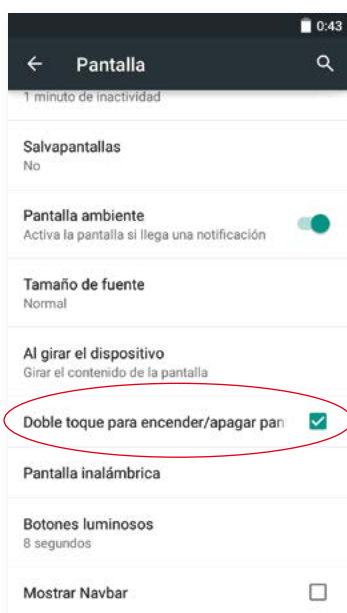 0:43
Pantalla
1 minuto de inactividad
Salvapantallas
No
Pantalla ambiente
Activa la pantalla si llega una notificación
Tamaño de fuente
Normal
Al girar el dispositivo
Girar el contenido de la pantalla
Doble toque para encender/apagar pan
Pantalla inalámbrica
Botones luminosos
8 segundos
Mostrar Navbar